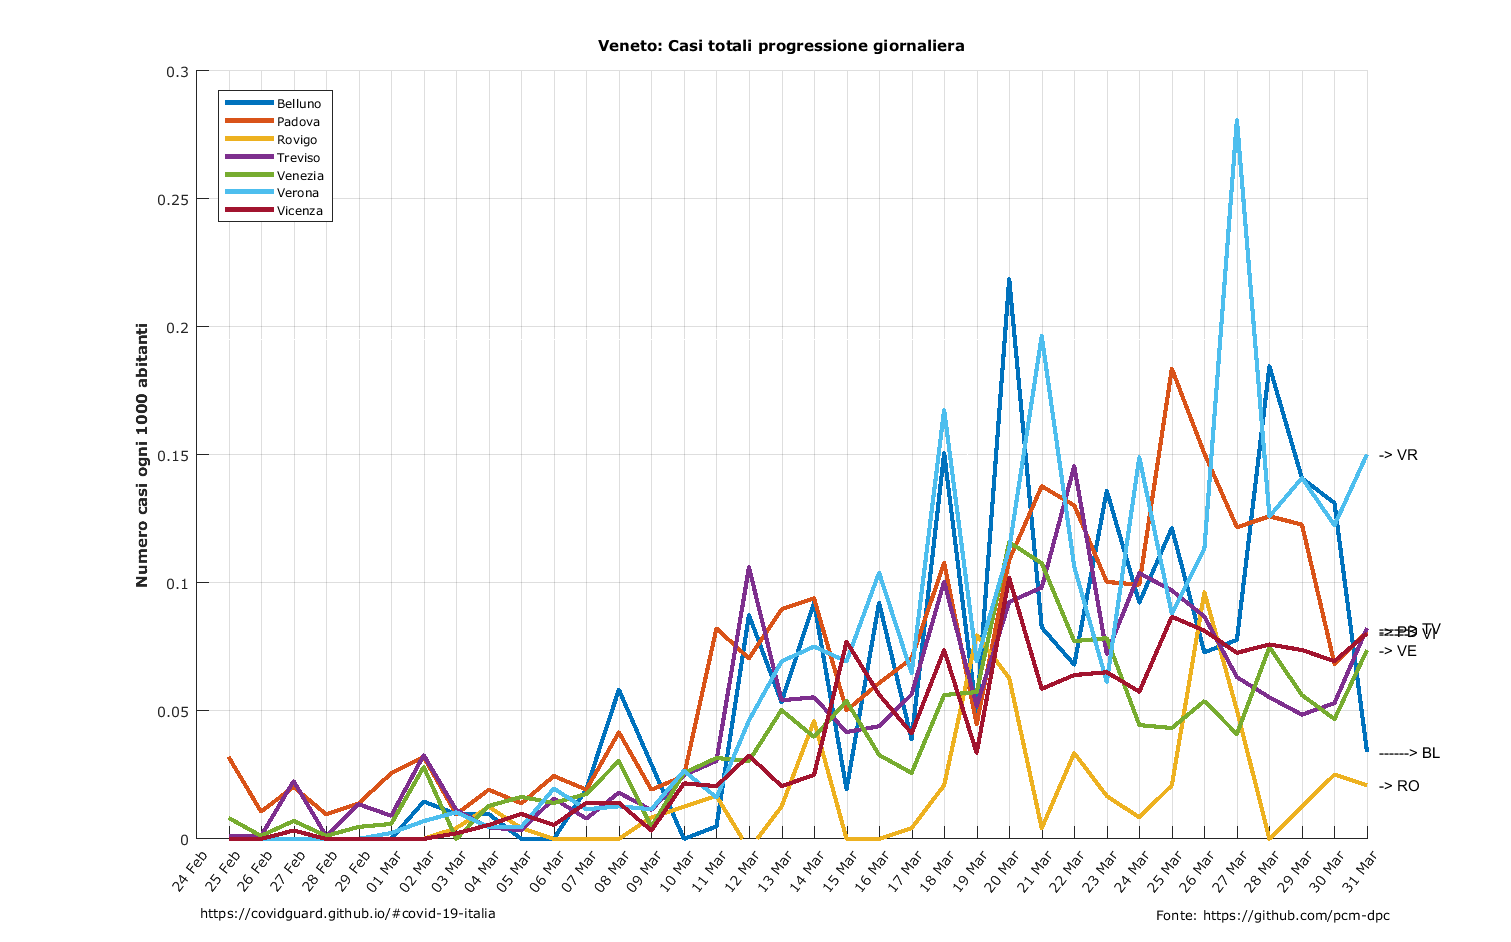 Veneto: Casi totali progressione giornaliera
Numero casi ogni 1000 abitanti
0.3
0.25
0.2
0.15
0.1
0.05
0
Belluno
Padova
Rovigo
Treviso
Venezia
Verona
Vicenza
-> VR
TV
PD
VI
-> VE
------> BL
-> RO
24 Feb
25 Feb
26 Feb
27 Feb
28 Feb
29 Feb
01 Mar
02 Mar
03 Mar
04 Mar
05 Mar
06 Mar
07 Mar
08 Mar
09 Mar
10 Mar
11 Mar
12 Mar
13 Mar
14 Mar
15 Mar
16 Mar
17 Mar
18 Mar
19 Mar
20 Mar
21 Mar
22 Mar
23 Mar
24 Mar
25 Mar
26 Mar
27 Mar
28 Mar
29 Mar
30 Mar
31 Mar
https://covidguard.github.io/#covid-19-italia
Fonte: https://github.com/pcm-dpc